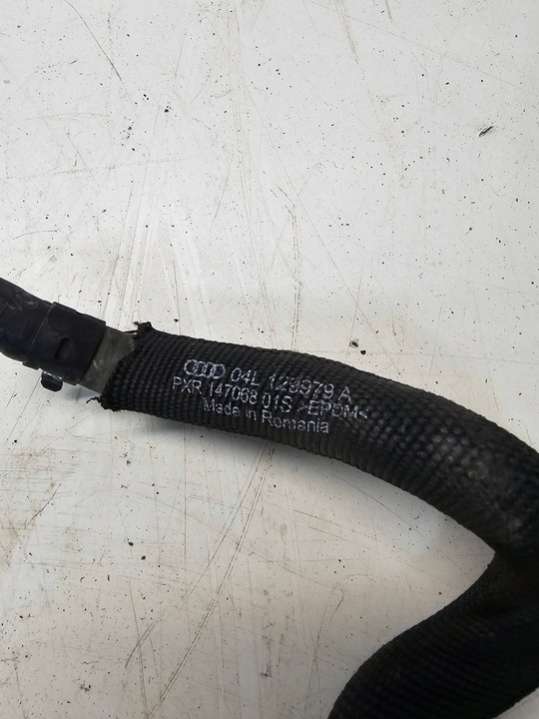 04L 129979 A
PXR 147068 01S >EPDM<
Made in Romania